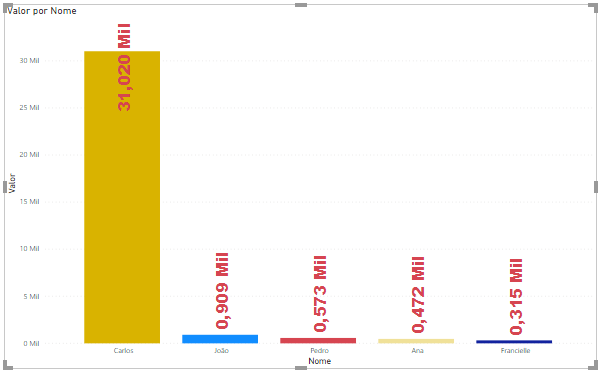 Valor por Nome
30 Mil
25 Mil
20 Mil
15 Mil
10 Mil
5 Mil
0 Mil
Valor
31,020 Mil
0,909 Mil
0,573 Mil
0,472 Mil
0,315 Mil
Carlos
João
Pedro
Ana
Francielle
Nome